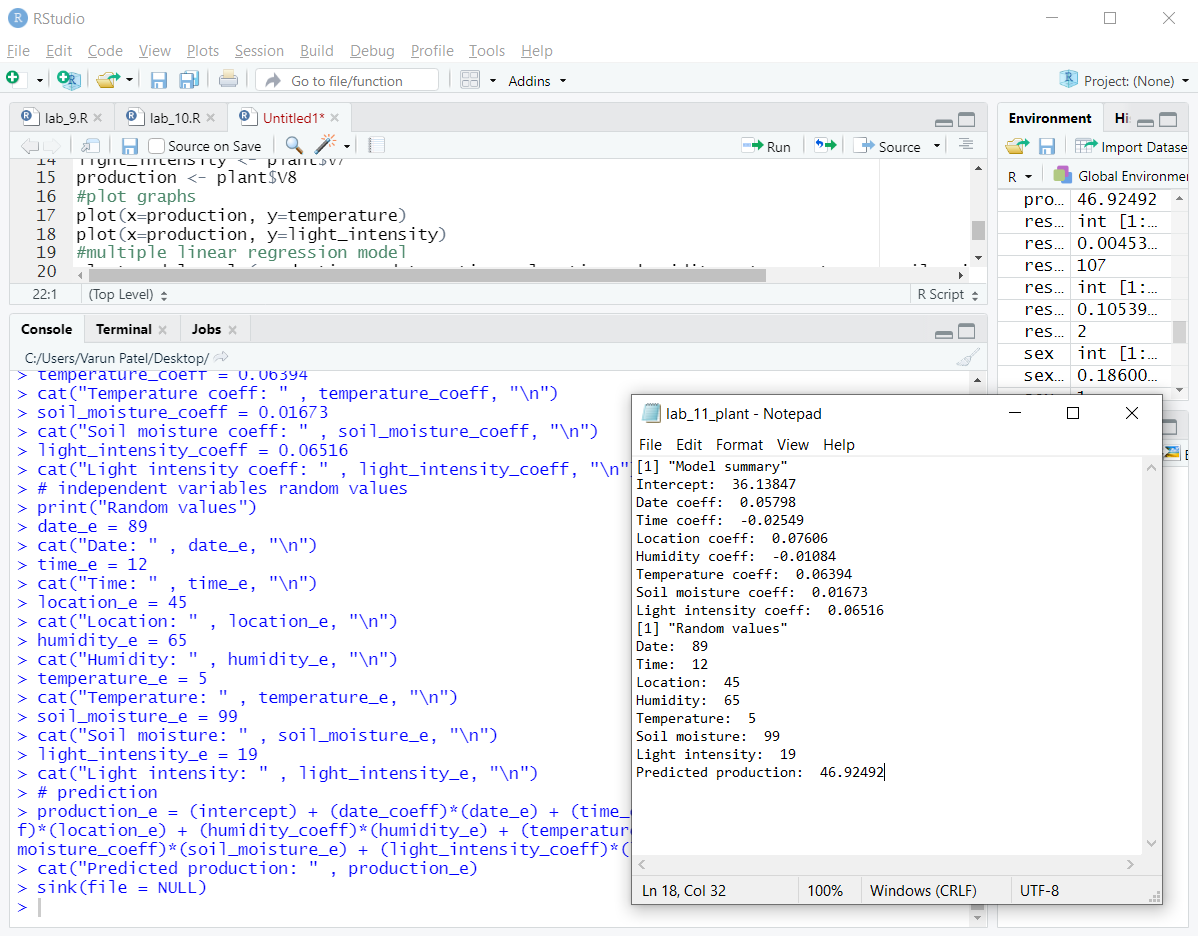 RStudio
File Edit Code View Plots Session Build Debug Profile Tools Help
Go to file/function Addins Project: (None)
lab_9.R lab_10.R Untitled1*
Source on Save Run Source
14 light_intensity <- plant$V7
15 production <- plant$V8
16 #plot graphs
17 plot(x=production, y=temperature)
18 plot(x=production, y=light_intensity)
19 #multiple linear regression model
20
22:1 (Top Level) R Script
Console Terminal Jobs
C:/Users/Varun Patel/Desktop/
> temperature_coeff = 0.06394
> cat("Temperature coeff: " , temperature_coeff, "\n")
> soil_moisture_coeff = 0.01673
> cat("Soil moisture coeff: " , soil_moisture_coeff, "\n")
> light_intensity_coeff = 0.06516
> cat("Light intensity coeff: " , light_intensity_coeff, "\n"
> # independent variables random values
> print("Random values")
> date_e = 89
> cat("Date: " , date_e, "\n")
> time_e = 12
> cat("Time: " , time_e, "\n")
> location_e = 45
> cat("Location: " , location_e, "\n")
> humidity_e = 65
> cat("Humidity: " , humidity_e, "\n")
> temperature_e = 5
> cat("Temperature: " , temperature_e, "\n")
> soil_moisture_e = 99
> cat("Soil moisture: " , soil_moisture_e, "\n")
> light_intensity_e = 19
> cat("Light intensity: " , light_intensity_e, "\n")
> # prediction
> production_e = (intercept) + (date_coeff)*(date_e) + (time_
f)*(location_e) + (humidity_coeff)*(humidity_e) + (temperatur
moisture_coeff)*(soil_moisture_e) + (light_intensity_coeff)*(
> cat("Predicted production: " , production_e)
> sink(file = NULL)
>
Environment Hi
Import Datase
R Global Environme
pro... 46.92492
res... int [1:...
res... 0.00453...
res... 107
res... int [1:...
res... 0.10539...
res... 2
sex int [1:...
sex... 0.18600...
lab_11_plant - Notepad
File Edit Format View Help
[1] "Model summary"
Intercept:  36.13847
Date coeff:  0.05798
Time coeff:  -0.02549
Location coeff:  0.07606
Humidity coeff:  -0.01084
Temperature coeff:  0.06394
Soil moisture coeff:  0.01673
Light intensity coeff:  0.06516
[1] "Random values"
Date:  89
Time:  12
Location:  45
Humidity:  65
Temperature:  5
Soil moisture:  99
Light intensity:  19
Predicted production:  46.92492
Ln 18, Col 32 100% Windows (CRLF) UTF-8